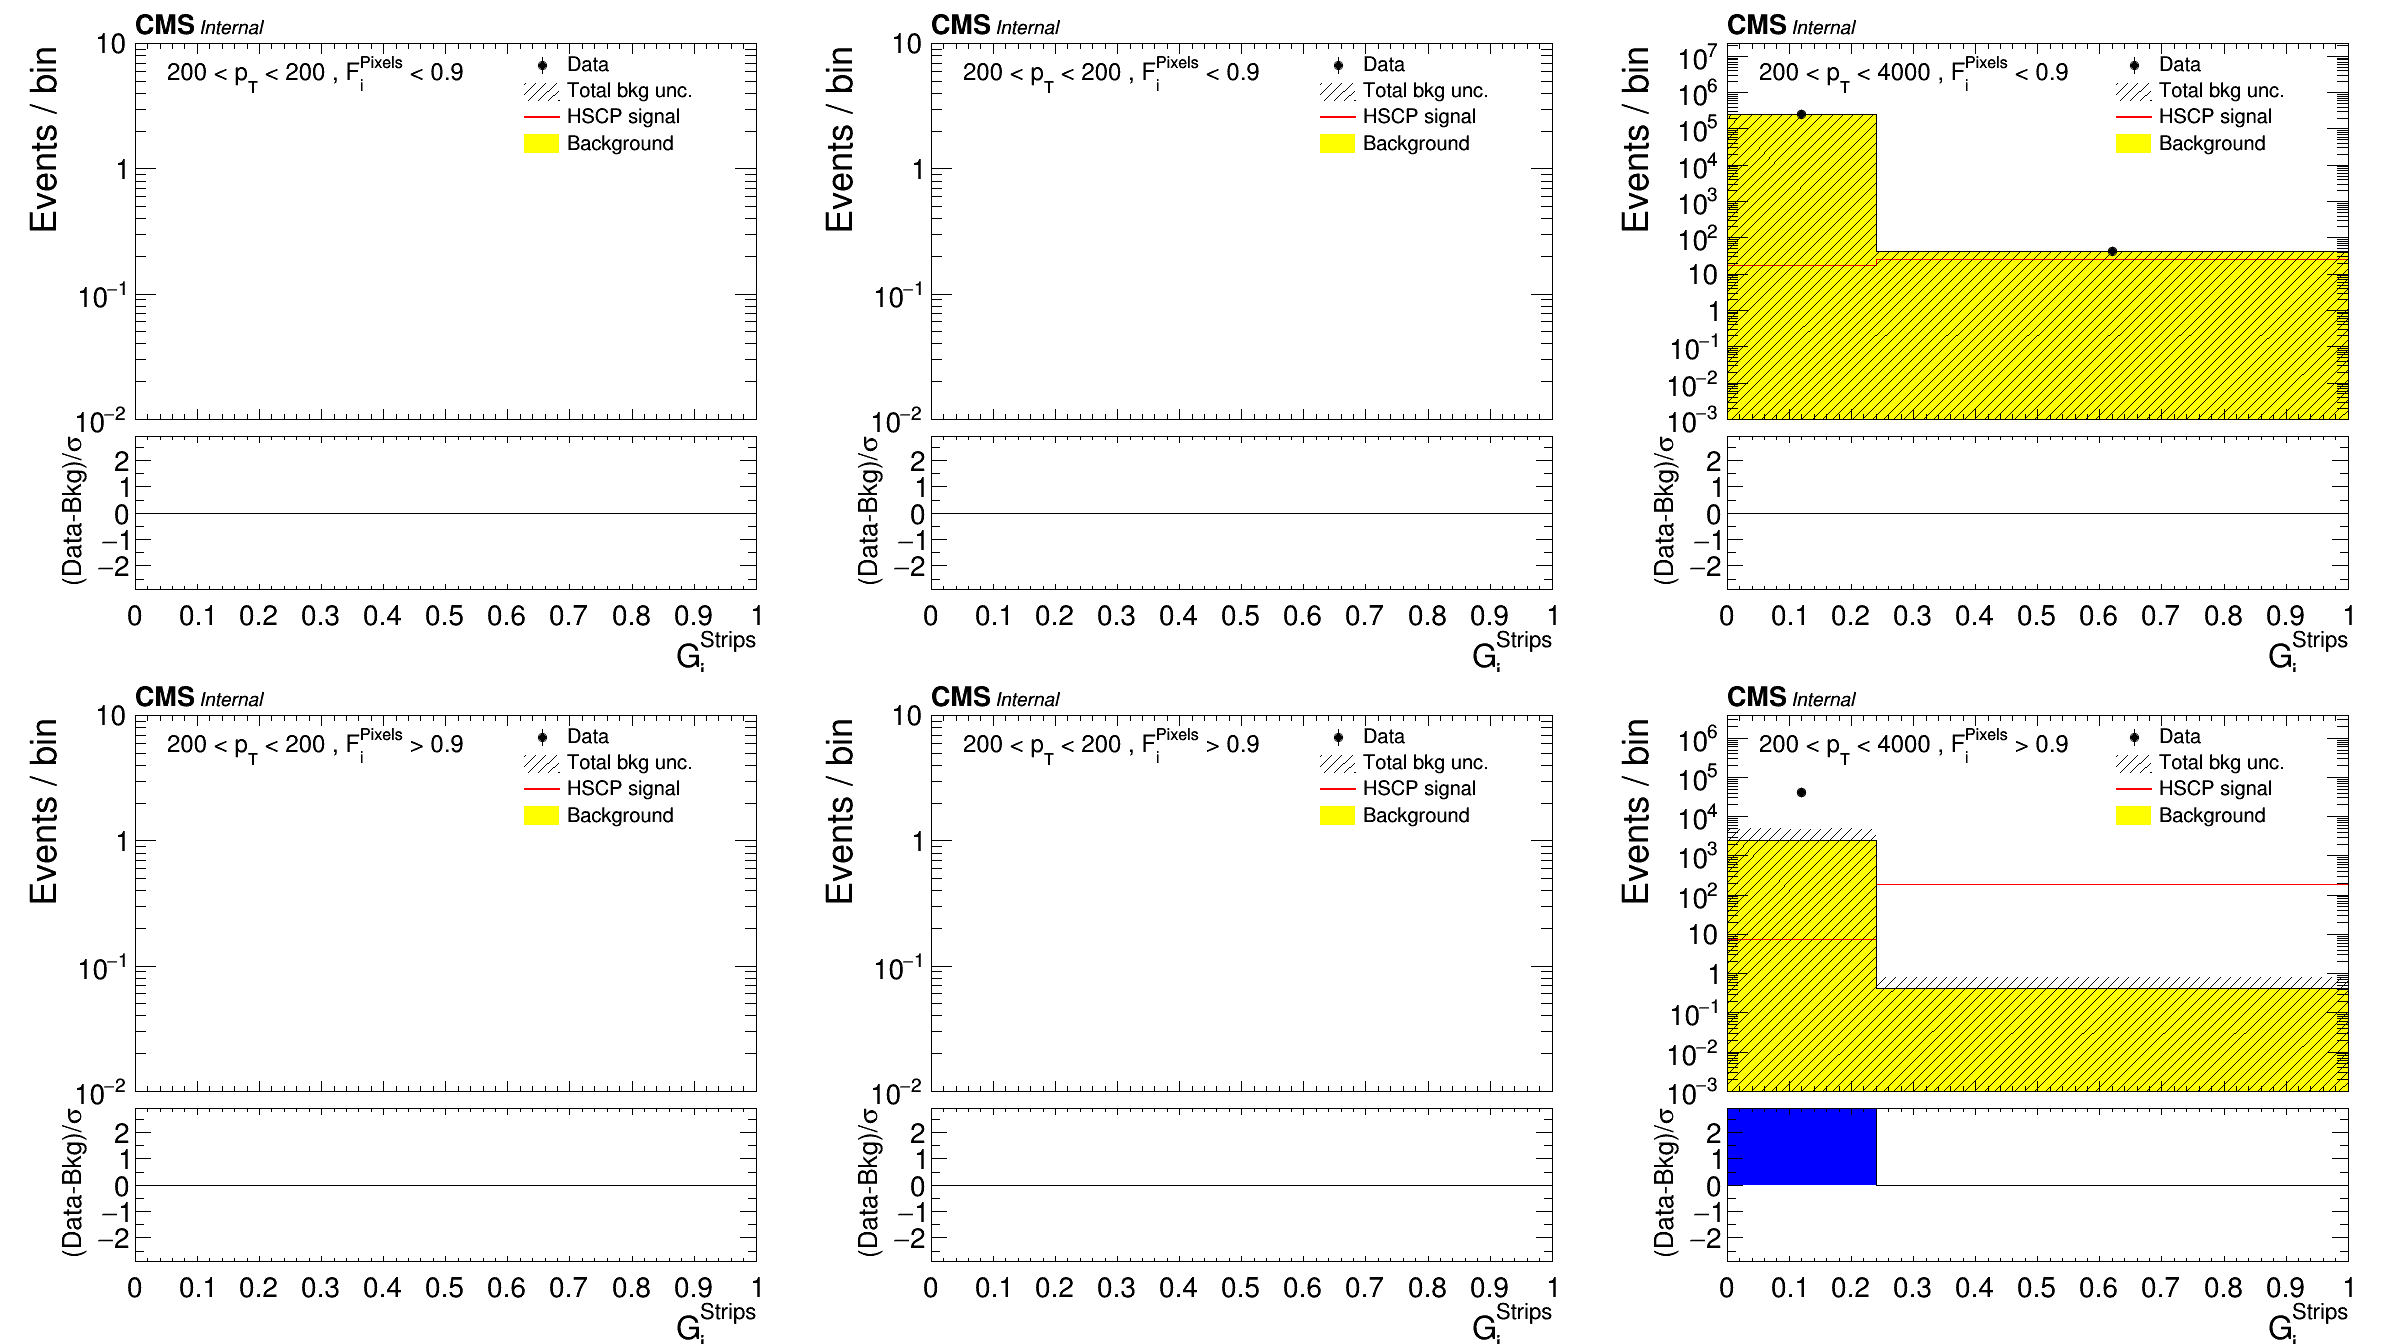 CMS Internal
Events / bin
200 < p_T < 200 , F_i^Pixels < 0.9
Data
Total bkg unc.
HSCP signal
Background
10
1
10^−1
10^−2
(Data-Bkg)/σ
2
1
0
−1
−2
0 0.1 0.2 0.3 0.4 0.5 0.6 0.7 0.8 0.9 1
G_i^Strips
CMS Internal
Events / bin
200 < p_T < 200 , F_i^Pixels < 0.9
Data
Total bkg unc.
HSCP signal
Background
10
1
10^−1
10^−2
(Data-Bkg)/σ
2
1
0
−1
−2
0 0.1 0.2 0.3 0.4 0.5 0.6 0.7 0.8 0.9 1
G_i^Strips
CMS Internal
Events / bin
200 < p_T < 4000 , F_i^Pixels < 0.9
Data
Total bkg unc.
HSCP signal
Background
10^7
10^6
10^5
10^4
10^3
10^2
10
1
10^−1
10^−2
10^−3
(Data-Bkg)/σ
2
1
0
−1
−2
0 0.1 0.2 0.3 0.4 0.5 0.6 0.7 0.8 0.9 1
G_i^Strips
CMS Internal
Events / bin
200 < p_T < 200 , F_i^Pixels > 0.9
Data
Total bkg unc.
HSCP signal
Background
10
1
10^−1
10^−2
(Data-Bkg)/σ
2
1
0
−1
−2
0 0.1 0.2 0.3 0.4 0.5 0.6 0.7 0.8 0.9 1
G_i^Strips
CMS Internal
Events / bin
200 < p_T < 200 , F_i^Pixels > 0.9
Data
Total bkg unc.
HSCP signal
Background
10
1
10^−1
10^−2
(Data-Bkg)/σ
2
1
0
−1
−2
0 0.1 0.2 0.3 0.4 0.5 0.6 0.7 0.8 0.9 1
G_i^Strips
CMS Internal
Events / bin
200 < p_T < 4000 , F_i^Pixels > 0.9
Data
Total bkg unc.
HSCP signal
Background
10^6
10^5
10^4
10^3
10^2
10
1
10^−1
10^−2
10^−3
(Data-Bkg)/σ
2
1
0
−1
−2
0 0.1 0.2 0.3 0.4 0.5 0.6 0.7 0.8 0.9 1
G_i^Strips